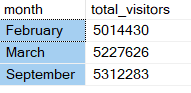 month total_visitors
February 5014430
March 5227626
September 5312283